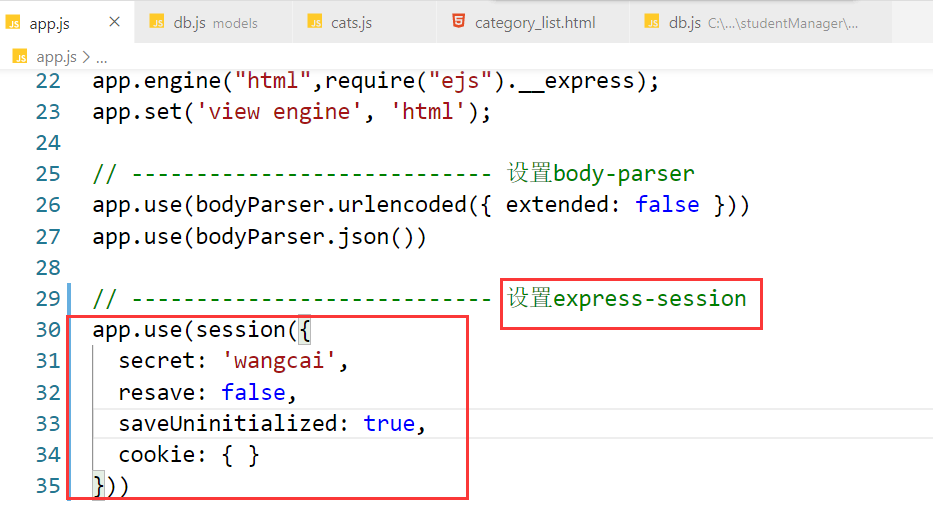 app.js × db.js models cats.js category_list.html db.js C:\...\studentManager\...
app.js > ...
22 app.engine("html",require("ejs").__express);
23 app.set('view engine', 'html');
24
25 // ---------------------------- 设置body-parser
26 app.use(bodyParser.urlencoded({ extended: false }))
27 app.use(bodyParser.json())
28
29 // ---------------------------- 设置express-session
30 app.use(session({
31 secret: 'wangcai',
32 resave: false,
33 saveUninitialized: true,
34 cookie: { }
35 }))